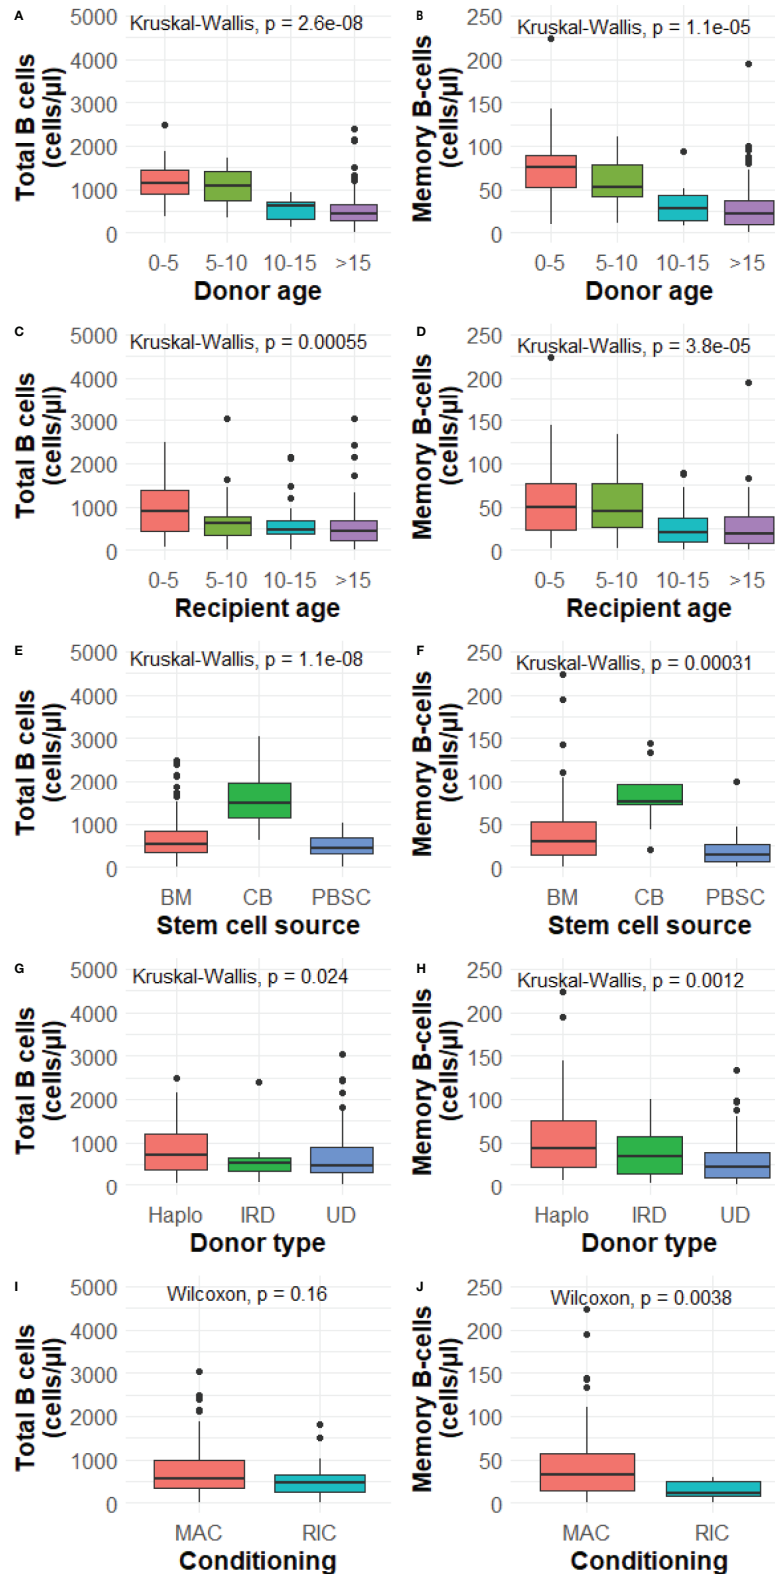 A
Kruskal-Wallis, p = 2.6e-08
Total B cells
(cells/µl)
5000
4000
3000
2000
1000
0
0-5 5-10 10-15 >15
Donor age
B
Kruskal-Wallis, p = 1.1e-05
Memory B-cells
(cells/µl)
250
200
150
100
50
0
0-5 5-10 10-15 >15
Donor age
C
Kruskal-Wallis, p = 0.00055
Total B cells
(cells/µl)
5000
4000
3000
2000
1000
0
0-5 5-10 10-15 >15
Recipient age
D
Kruskal-Wallis, p = 3.8e-05
Memory B-cells
(cells/µl)
250
200
150
100
50
0
0-5 5-10 10-15 >15
Recipient age
E
Kruskal-Wallis, p = 1.1e-08
Total B cells
(cells/µl)
5000
4000
3000
2000
1000
0
BM CB PBSC
Stem cell source
F
Kruskal-Wallis, p = 0.00031
Memory B-cells
(cells/µl)
250
200
150
100
50
0
BM CB PBSC
Stem cell source
G
Kruskal-Wallis, p = 0.024
Total B cells
(cells/µl)
5000
4000
3000
2000
1000
0
Haplo IRD UD
Donor type
H
Kruskal-Wallis, p = 0.0012
Memory B-cells
(cells/µl)
250
200
150
100
50
0
Haplo IRD UD
Donor type
I
Wilcoxon, p = 0.16
Total B cells
(cells/µl)
5000
4000
3000
2000
1000
0
MAC RIC
Conditioning
J
Wilcoxon, p = 0.0038
Memory B-cells
(cells/µl)
250
200
150
100
50
0
MAC RIC
Conditioning